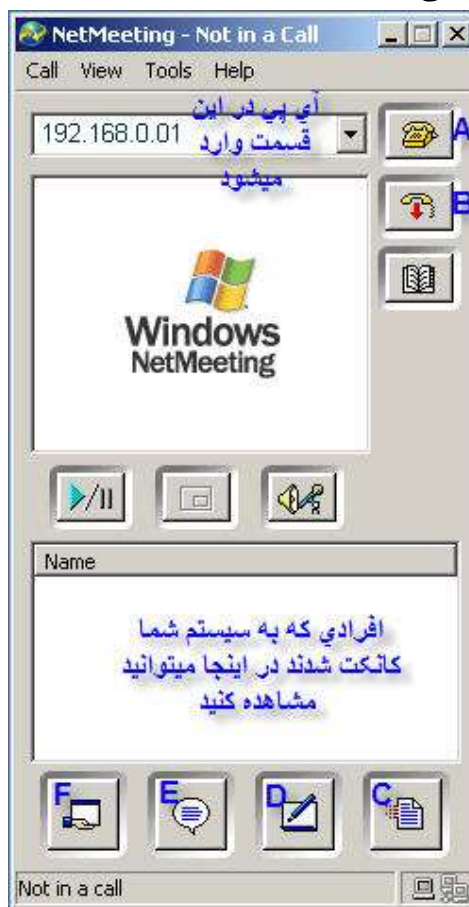 NetMeeting - Not in a Call
Call View Tools Help
192.168.0.01
آي پي در اين
قسمت وارد
ميشود
A
B
Windows
NetMeeting
Name
افرادي كه به سيستم شما
كانكت شدند در اينجا ميتوانيد
مشاهده كنيد
F E D C
Not in a call